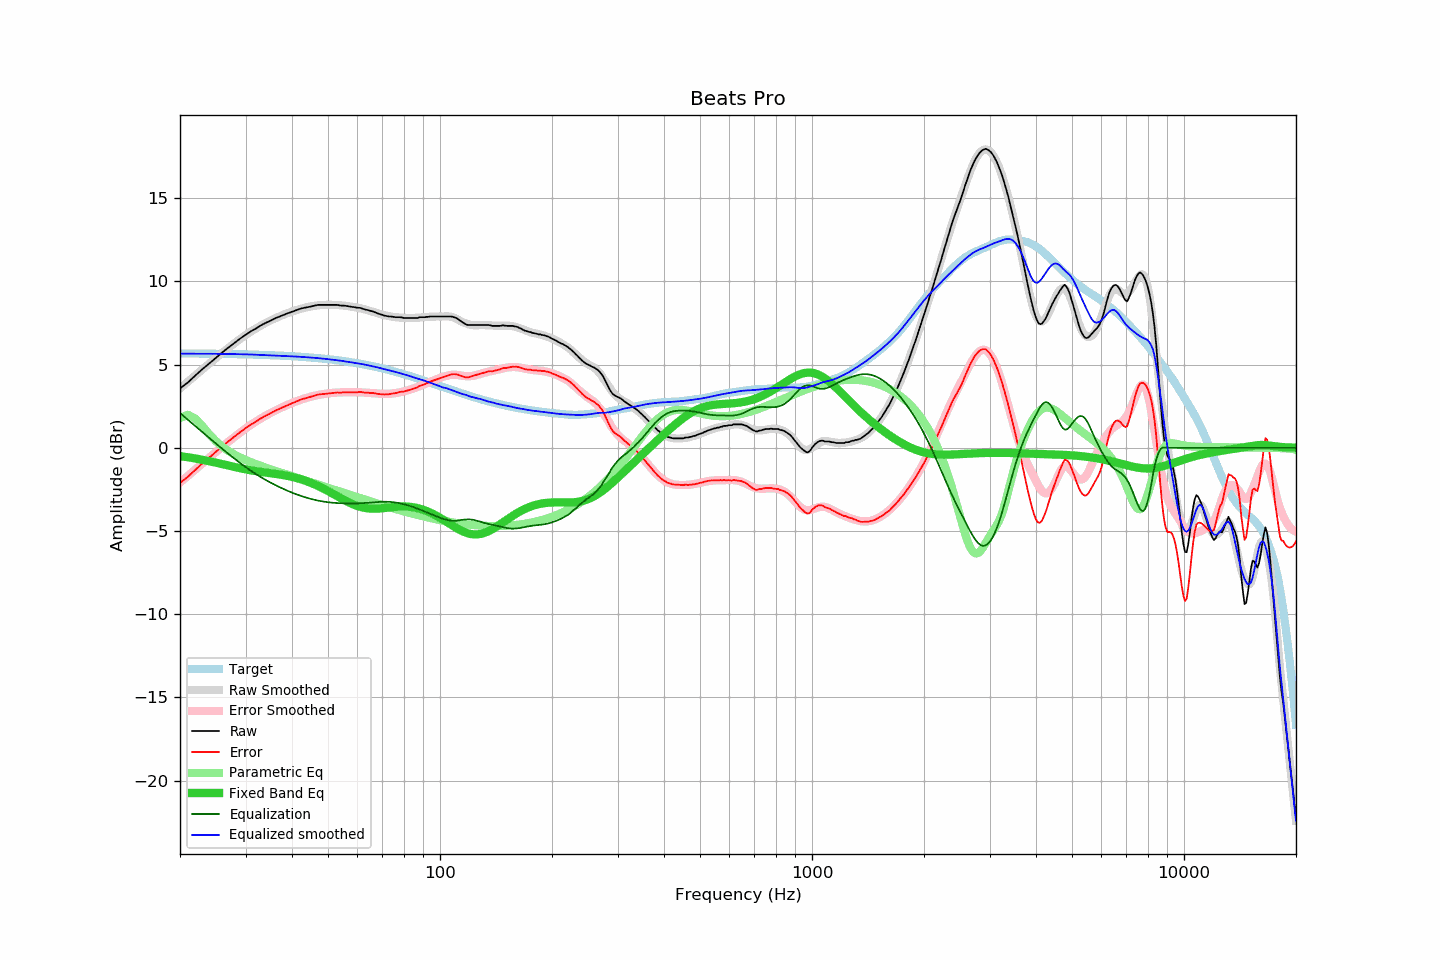 Beats Pro
Amplitude (dBr)
15
10
5
0
−5
−10
−15
−20
Target
Raw Smoothed
Error Smoothed
Raw
Error
Parametric Eq
Fixed Band Eq
Equalization
Equalized smoothed
100
1000
10000
Frequency (Hz)